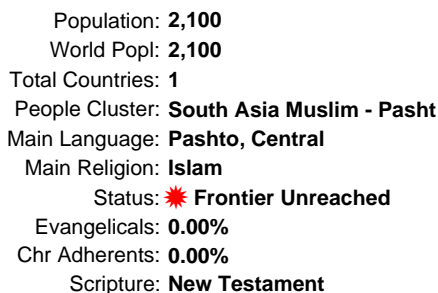 Population: 2,100
World Popl: 2,100
Total Countries: 1
People Cluster: South Asia Muslim - Pasht
Main Language: Pashto, Central
Main Religion: Islam
Status: Frontier Unreached
Evangelicals: 0.00%
Chr Adherents: 0.00%
Scripture: New Testament